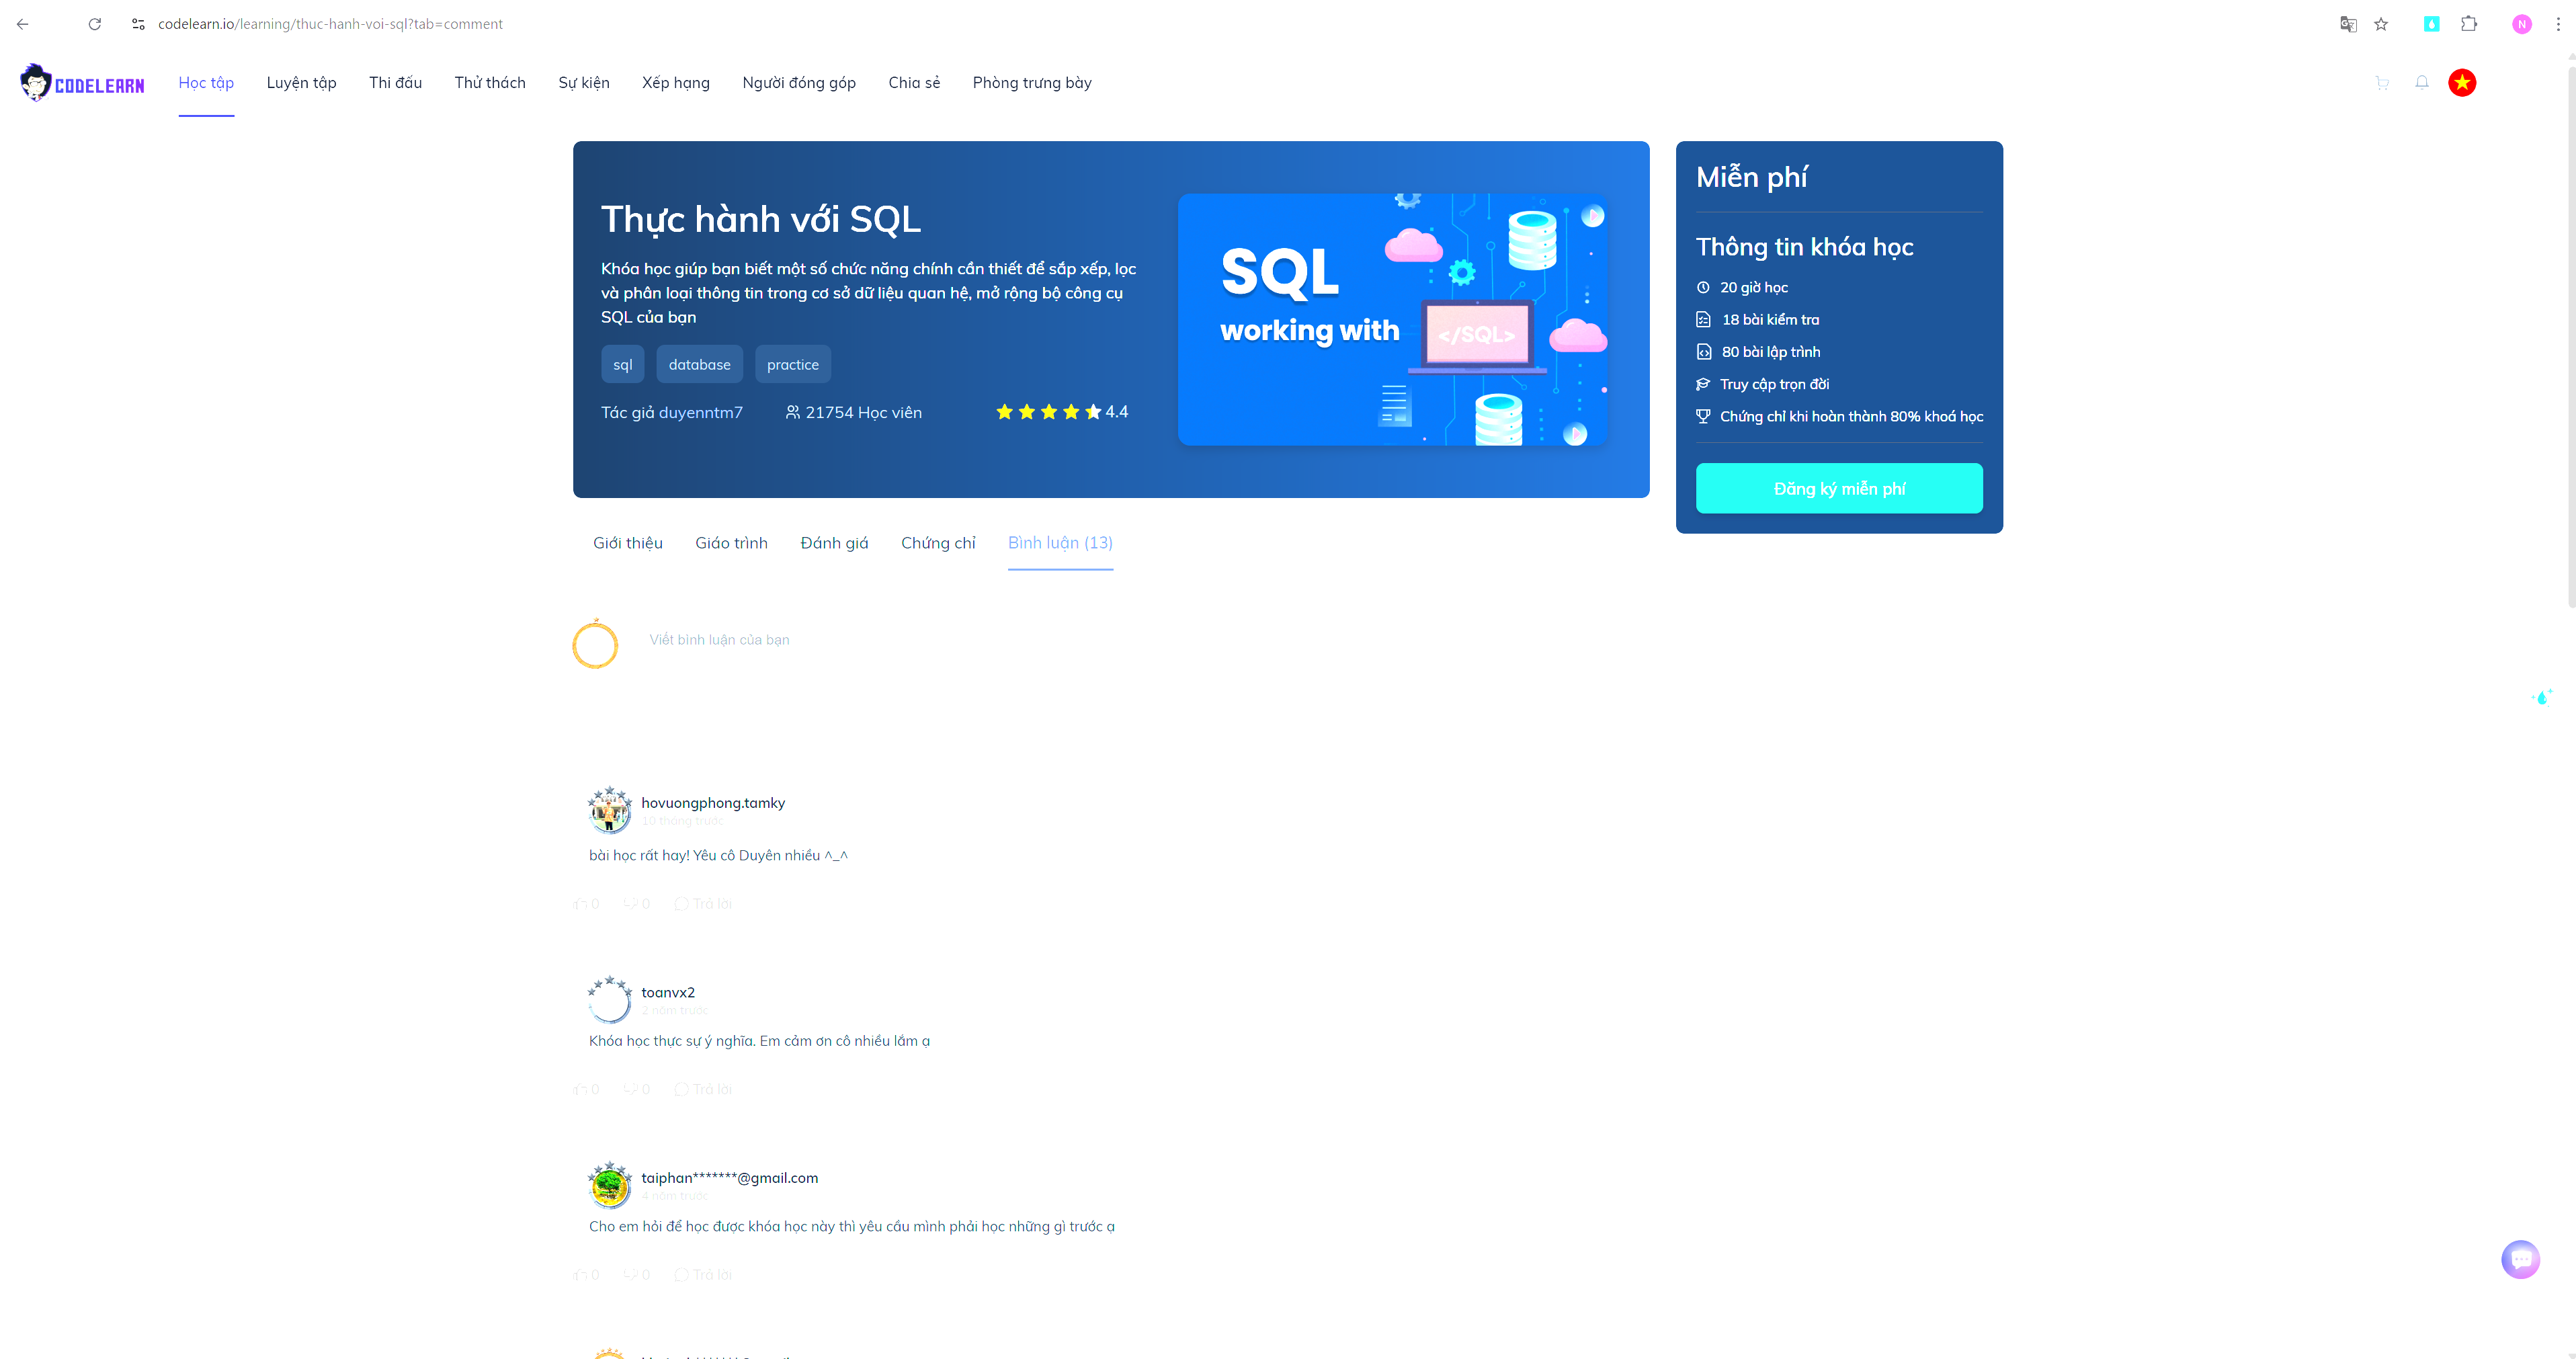 codelearn.io/learning/thuc-hanh-voi-sql?tab=comment
N
CODELEARN
Học tập
Luyện tập
Thi đấu
Thử thách
Sự kiện
Xếp hạng
Người đóng góp
Chia sẻ
Phòng trưng bày
Thực hành với SQL
Khóa học giúp bạn biết một số chức năng chính cần thiết để sắp xếp, lọc
và phân loại thông tin trong cơ sở dữ liệu quan hệ, mở rộng bộ công cụ
SQL của bạn
sql
database
practice
Tác giả duyenntm7
21754 Học viên
4.4
SQL
working with
</SQL>
Miễn phí
Thông tin khóa học
20 giờ học
18 bài kiểm tra
80 bài lập trình
Truy cập trọn đời
Chứng chỉ khi hoàn thành 80% khoá học
Đăng ký miễn phí
Giới thiệu
Giáo trình
Đánh giá
Chứng chỉ
Bình luận (13)
Viết bình luận của bạn
hovuongphong.tamky
10 tháng trước
bài học rất hay! Yêu cô Duyên nhiều ^_^
0
0
Trả lời
toanvx2
2 năm trước
Khóa học thực sự ý nghĩa. Em cảm ơn cô nhiều lắm ạ
0
0
Trả lời
taiphan*******@gmail.com
4 năm trước
Cho em hỏi để học được khóa học này thì yêu cầu mình phải học những gì trước ạ
0
0
Trả lời